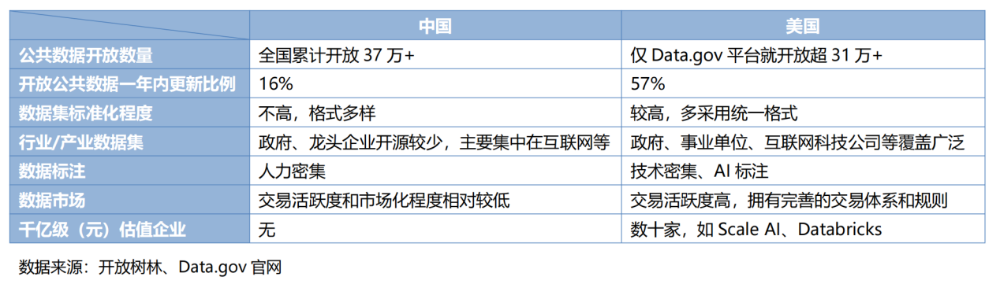 中国 美国
公共数据开放数量 全国累计开放 37 万+ 仅 Data.gov 平台就开放超 31 万+
开放公共数据一年内更新比例 16% 57%
数据集标准化程度 不高，格式多样 较高，多采用统一格式
行业/产业数据集 政府、龙头企业开源较少，主要集中在互联网等 政府、事业单位、互联网科技公司等覆盖广泛
数据标注 人力密集 技术密集、AI 标注
数据市场 交易活跃度和市场化程度相对较低 交易活跃度高，拥有完善的交易体系和规则
千亿级（元）估值企业 无 数十家，如 Scale AI、Databricks
数据来源：开放树林、Data.gov 官网